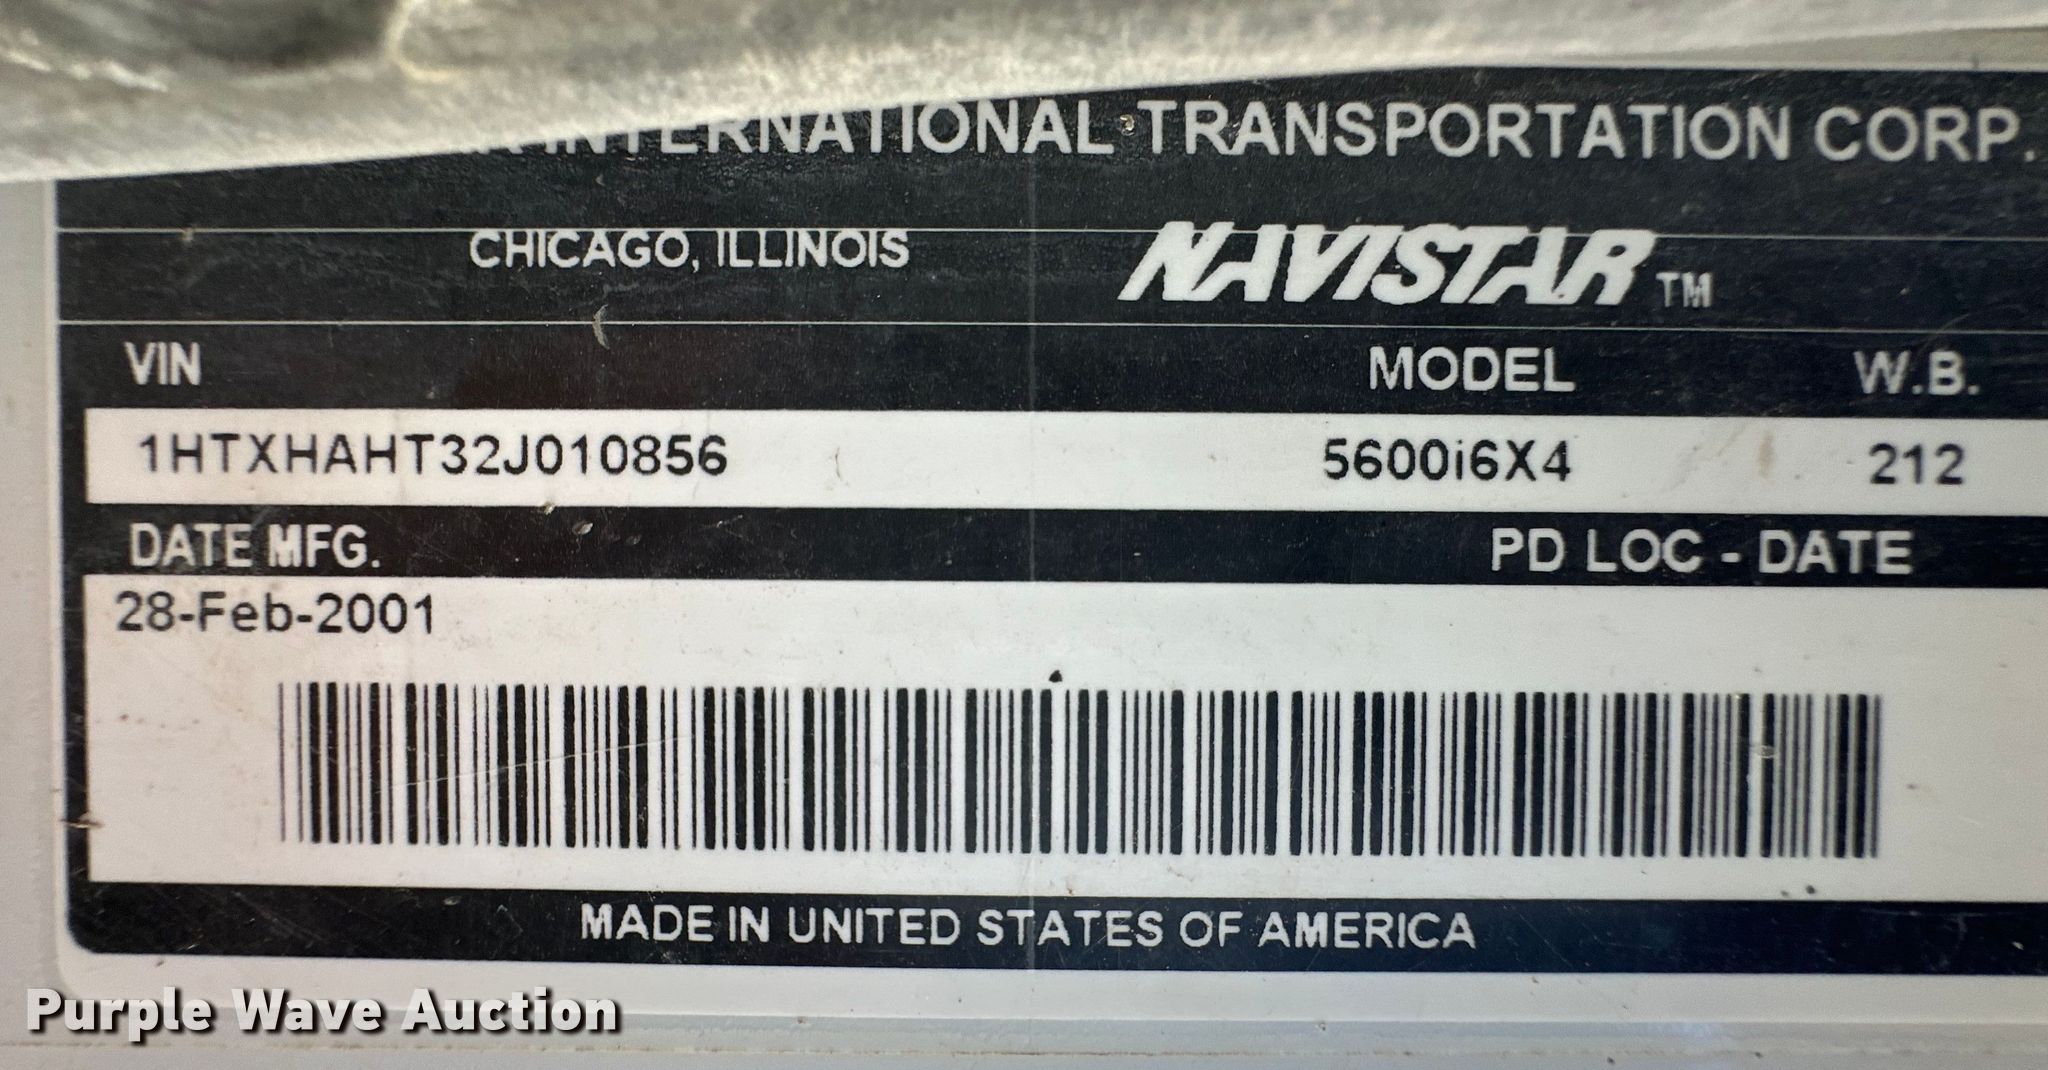 INTERNATIONAL TRANSPORTATION CORP.
CHICAGO, ILLINOIS NAVISTAR TM
VIN MODEL W.B.
1HTXHAHT32J010856 5600i6X4 212
DATE MFG. PD LOC - DATE
28-Feb-2001
MADE IN UNITED STATES OF AMERICA
Purple Wave Auction